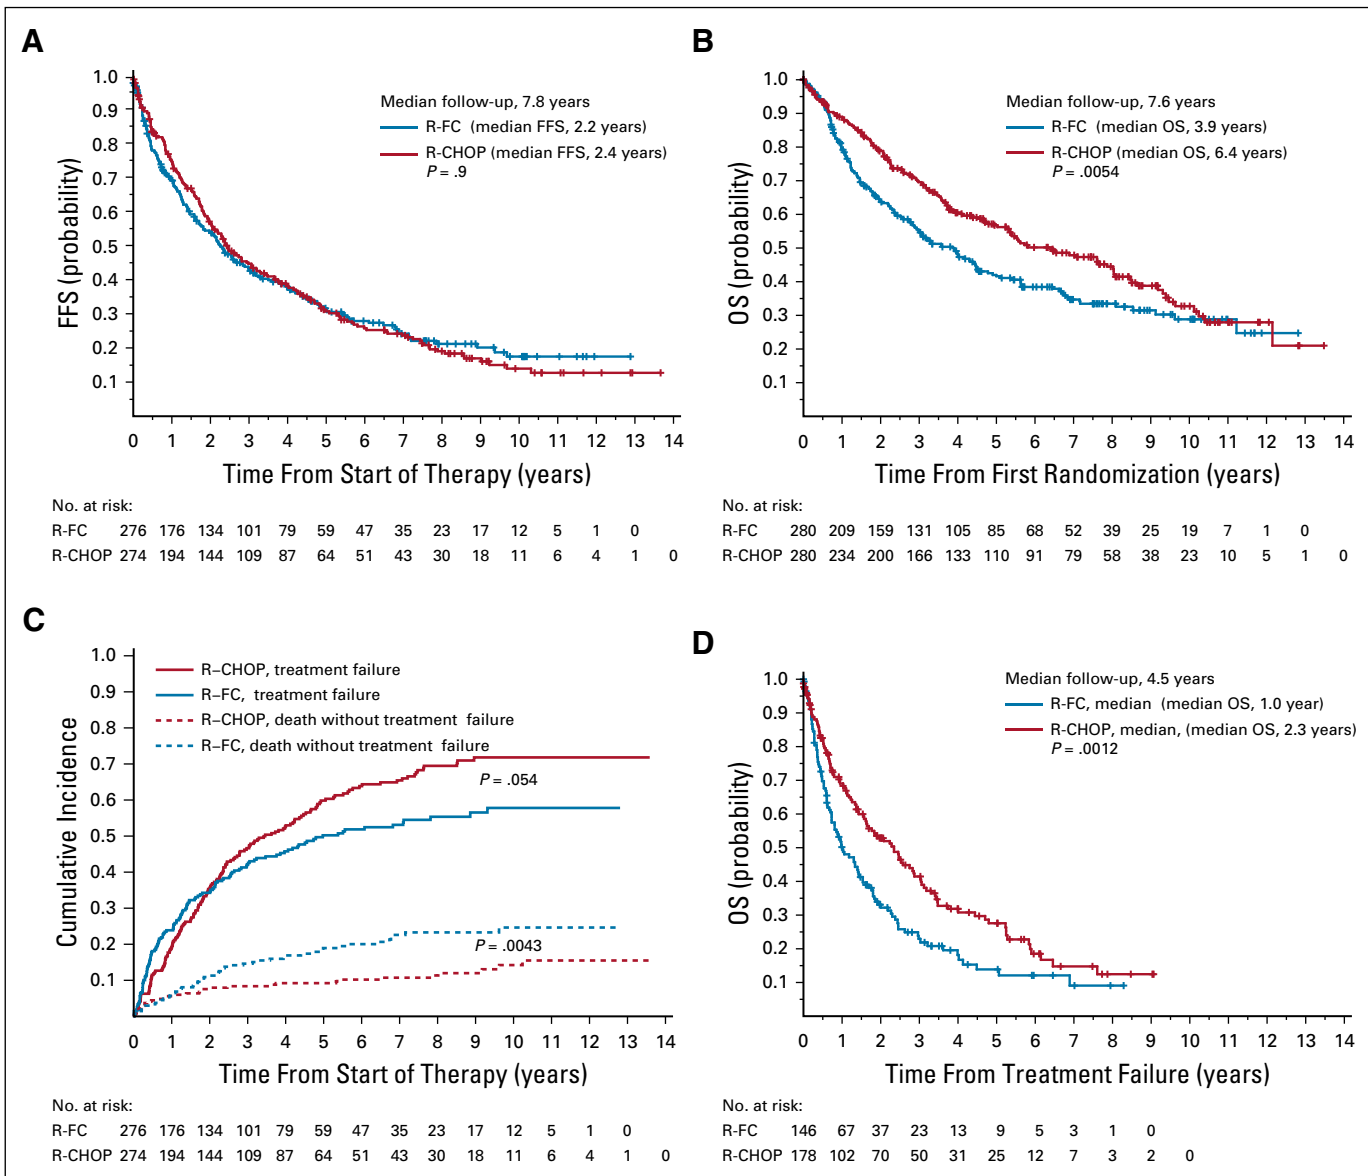 A
1.0
0.9
0.8
0.7
0.6
0.5
0.4
0.3
0.2
0.1
FFS (probability)
Median follow-up, 7.8 years
R-FC (median FFS, 2.2 years)
R-CHOP (median FFS, 2.4 years)
P = .9
0 1 2 3 4 5 6 7 8 9 10 11 12 13 14
Time From Start of Therapy (years)
No. at risk:
R-FC 276 176 134 101 79 59 47 35 23 17 12 5 1 0
R-CHOP 274 194 144 109 87 64 51 43 30 18 11 6 4 1 0
B
1.0
0.9
0.8
0.7
0.6
0.5
0.4
0.3
0.2
0.1
OS (probability)
Median follow-up, 7.6 years
R-FC (median OS, 3.9 years)
R-CHOP (median OS, 6.4 years)
P = .0054
0 1 2 3 4 5 6 7 8 9 10 11 12 13 14
Time From First Randomization (years)
No. at risk:
R-FC 280 209 159 131 105 85 68 52 39 25 19 7 1 0
R-CHOP 280 234 200 166 133 110 91 79 58 38 23 10 5 1 0
C
1.0
0.9
0.8
0.7
0.6
0.5
0.4
0.3
0.2
0.1
Cumulative Incidence
R–CHOP, treatment failure
R–FC, treatment failure
R–CHOP, death without treatment failure
R–FC, death without treatment failure
P = .054
P = .0043
0 1 2 3 4 5 6 7 8 9 10 11 12 13 14
Time From Start of Therapy (years)
No. at risk:
R-FC 276 176 134 101 79 59 47 35 23 17 12 5 1 0
R-CHOP 274 194 144 109 87 64 51 43 30 18 11 6 4 1 0
D
1.0
0.9
0.8
0.7
0.6
0.5
0.4
0.3
0.2
0.1
OS (probability)
Median follow-up, 4.5 years
R-FC, median (median OS, 1.0 year)
R-CHOP, median, (median OS, 2.3 years)
P = .0012
0 1 2 3 4 5 6 7 8 9 10 11 12 13 14
Time From Treatment Failure (years)
No. at risk:
R-FC 146 67 37 23 13 9 5 3 1 0
R-CHOP 178 102 70 50 31 25 12 7 3 2 0